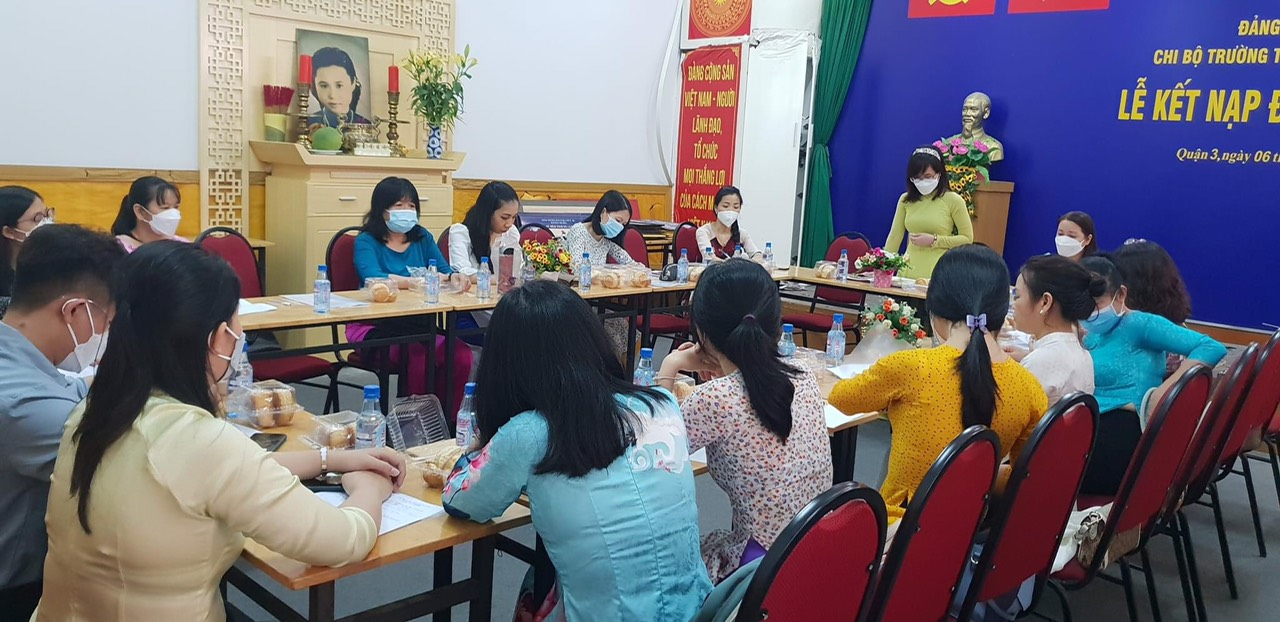 ĐẢNG CỘNG SẢN
VIỆT NAM - NGƯỜI
LÃNH ĐẠO,
TỔ CHỨC
MỌI THẮNG LỢI
CỦA CÁCH
VIỆT
ĐẢNG
CHI BỘ TRƯỜNG
LỄ KẾT NẠP
Quận 3, ngày 06